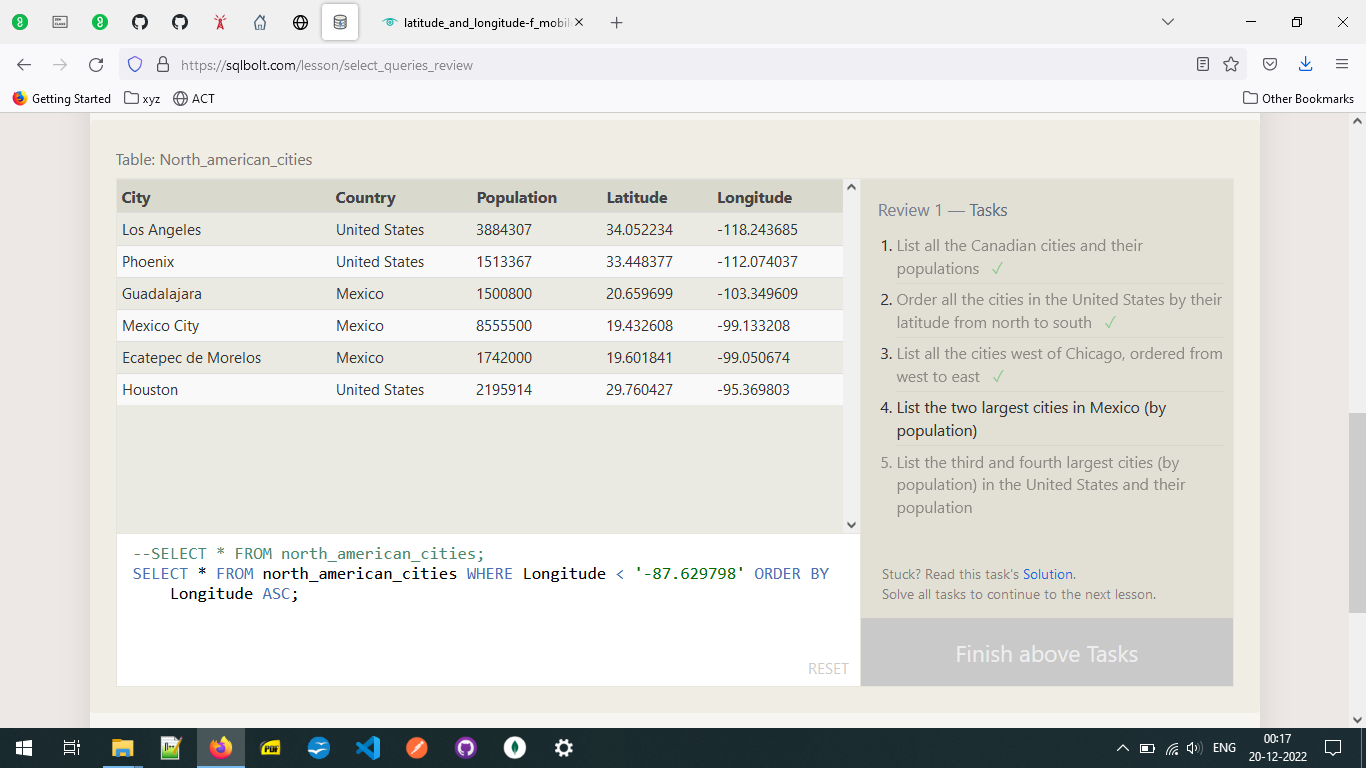 latitude_and_longitude-f_mobile
https://sqlbolt.com/lesson/select_queries_review
Getting Started xyz ACT Other Bookmarks
Table: North_american_cities
City Country Population Latitude Longitude
Los Angeles United States 3884307 34.052234 -118.243685
Phoenix United States 1513367 33.448377 -112.074037
Guadalajara Mexico 1500800 20.659699 -103.349609
Mexico City Mexico 8555500 19.432608 -99.133208
Ecatepec de Morelos Mexico 1742000 19.601841 -99.050674
Houston United States 2195914 29.760427 -95.369803
--SELECT * FROM north_american_cities;
SELECT * FROM north_american_cities WHERE Longitude < '-87.629798' ORDER BY
Longitude ASC;
RESET
Review 1 — Tasks
1. List all the Canadian cities and their
populations ✓
2. Order all the cities in the United States by their
latitude from north to south ✓
3. List all the cities west of Chicago, ordered from
west to east ✓
4. List the two largest cities in Mexico (by
population)
5. List the third and fourth largest cities (by
population) in the United States and their
population
Stuck? Read this task's Solution.
Solve all tasks to continue to the next lesson.
Finish above Tasks
PDF
ENG
00:17
20-12-2022